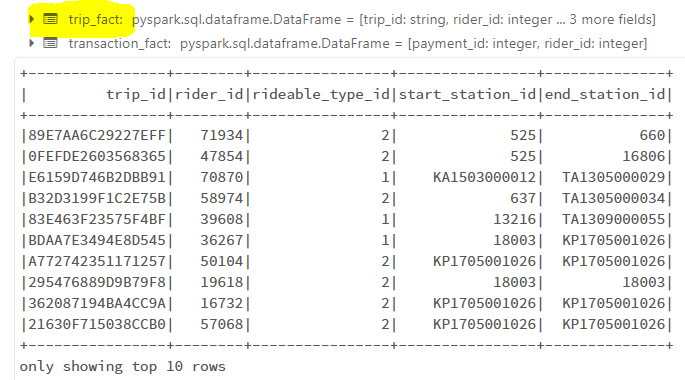 trip_fact: pyspark.sql.dataframe.DataFrame = [trip_id: string, rider_id: integer ... 3 more fields]
transaction_fact: pyspark.sql.dataframe.DataFrame = [payment_id: integer, rider_id: integer]
+----------------+--------+----------------+----------------+--------------+
|         trip_id|rider_id|rideable_type_id|start_station_id|end_station_id|
+----------------+--------+----------------+----------------+--------------+
|89E7AA6C29227EFF|   71934|               2|             525|           660|
|0FEFDE2603568365|   47854|               2|             525|         16806|
|E6159D746B2DBB91|   70870|               1|    KA1503000012|  TA1305000029|
|B32D3199F1C2E75B|   58974|               2|             637|  TA1305000034|
|83E463F23575F4BF|   39608|               1|           13216|  TA1309000055|
|BDAA7E3494E8D545|   36267|               1|           18003|  KP1705001026|
|A772742351171257|   50104|               2|    KP1705001026|  KP1705001026|
|295476889D9B79F8|   19618|               2|           18003|         18003|
|362087194BA4CC9A|   16732|               2|    KP1705001026|  KP1705001026|
|21630F715038CCB0|   57068|               2|    KP1705001026|  KP1705001026|
+----------------+--------+----------------+----------------+--------------+
only showing top 10 rows